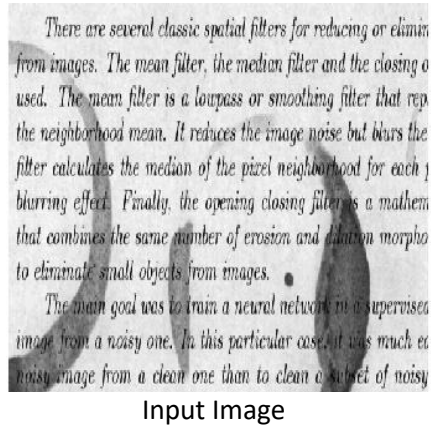 There are several classic spatial filters for reducing or elimin
from images. The mean filter, the median filter and the closing o
used. The mean filter is a lowpass or smoothing filter that rep
the neighborhood mean. It reduces the image noise but blurs the
filter calculates the median of the pixel neighborhood for each p
blurring effect. Finally, the opening closing filter is a mathem
that combines the same number of erosion and dilation morpho
to eliminate small objects from images.
The main goal was to train a neural network in a supervised
image from a noisy one. In this particular case, it was much ea
noisy image from a clean one than to clean a subset of noisy
Input Image